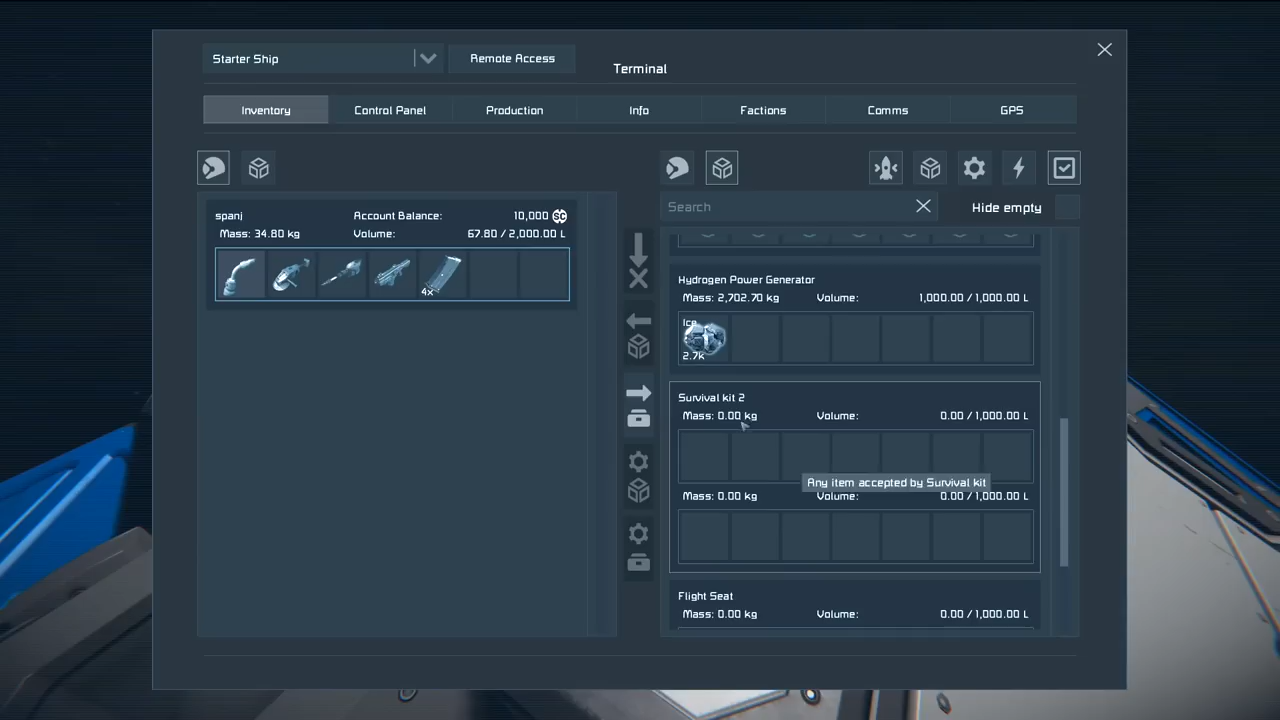 Starter Ship
Remote Access
Terminal
Inventory
Control Panel
Production
Info
Factions
Comms
GPS
spanj
Account Balance: 10,000 SC
Mass: 34.80 kg
Volume: 67.80 / 2,000.00 L
4x
Search
Hide empty
Hydrogen Power Generator
Mass: 2,702.70 kg
Volume: 1,000.00 / 1,000.00 L
Ice
2.7k
Survival kit 2
Mass: 0.00 kg
Volume: 0.00 / 1,000.00 L
Any item accepted by Survival kit
Mass: 0.00 kg
0.00 / 1,000.00 L
Flight Seat
Mass: 0.00 kg
Volume: 0.00 / 1,000.00 L